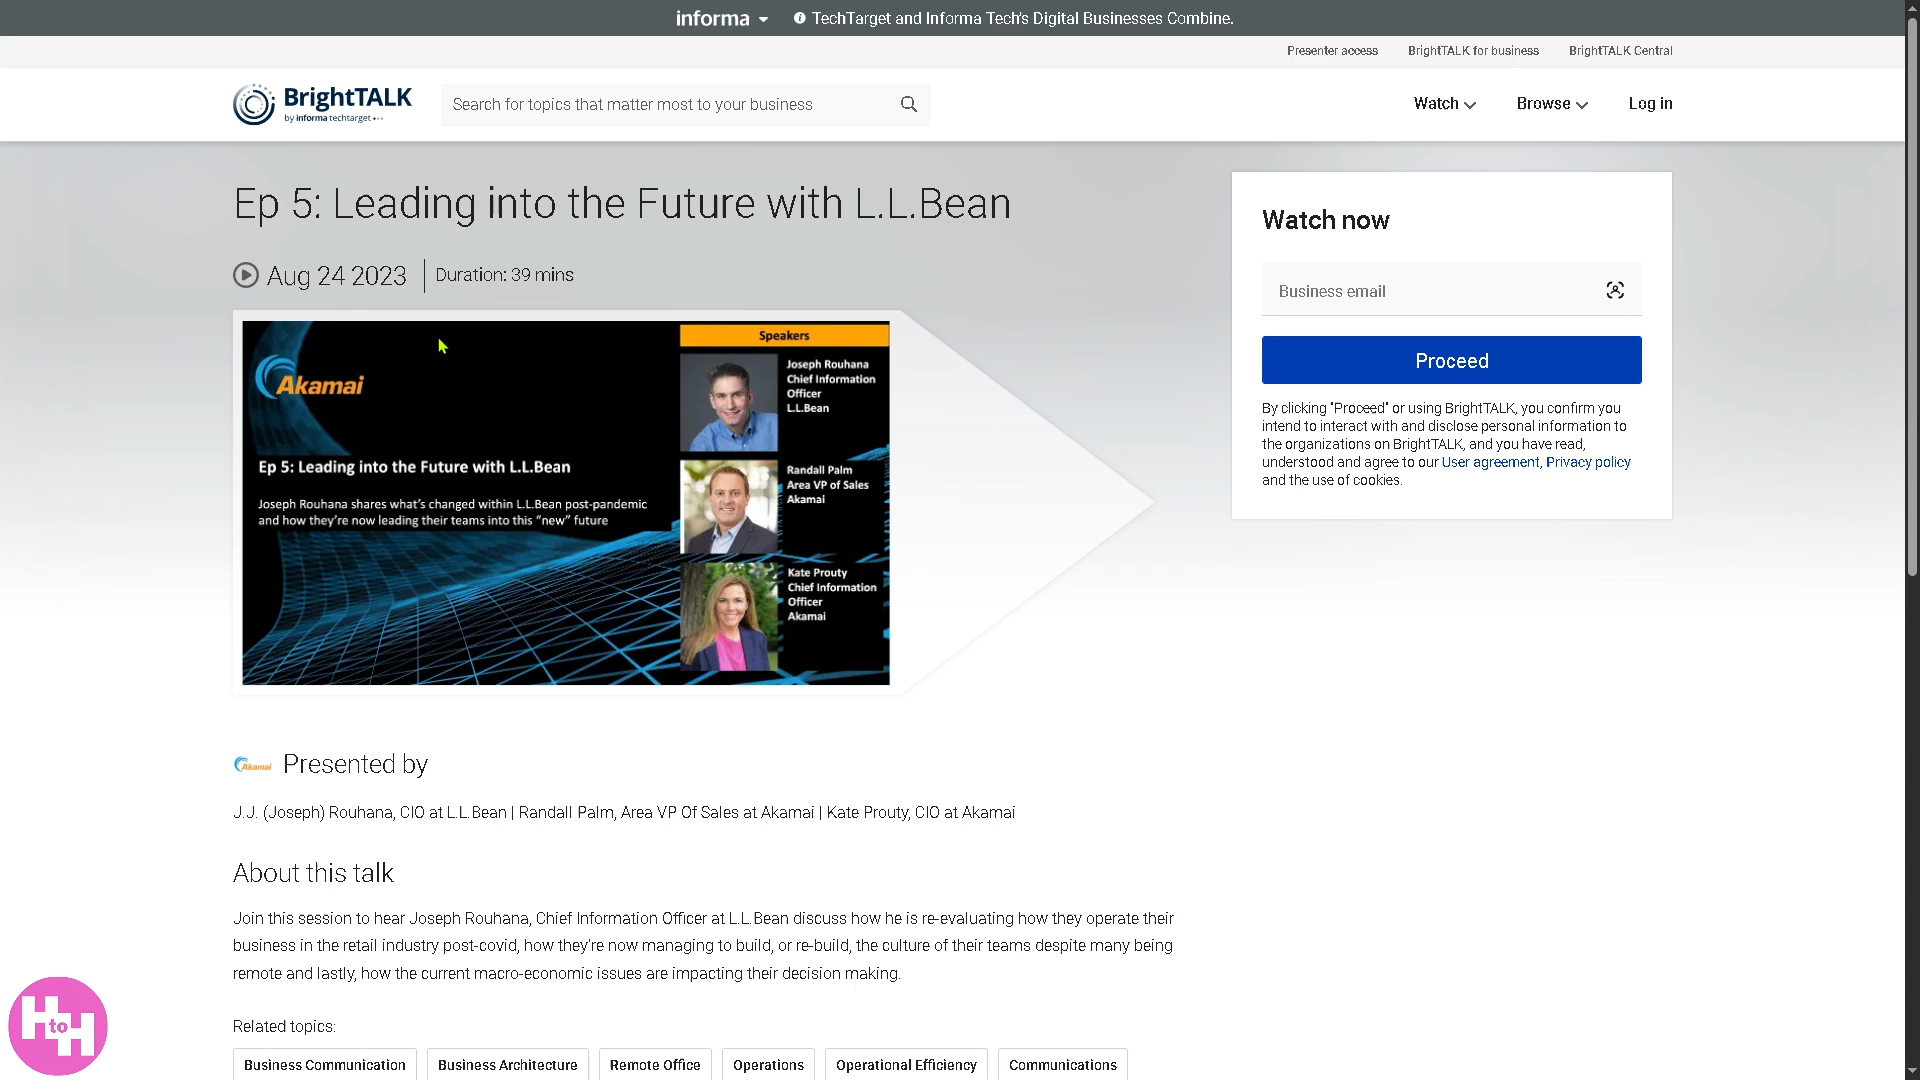 informa
TechTarget and Informa Tech's Digital Businesses Combine.
Presenter access
BrightTALK for business
BrightTALK Central
BrightTALK
by informa techtarget
Search for topics that matter most to your business
Watch
Browse
Log in
Ep 5: Leading into the Future with L.L.Bean
Aug 24 2023
Duration: 39 mins
Akamai
Ep 5: Leading into the Future with L.L.Bean
Joseph Rouhana shares what's changed within L.L.Bean post-pandemic
and how they're now leading their teams into this "new" future
Speakers
Joseph Rouhana
Chief Information
Officer
L.L.Bean
Randall Palm
Area VP of Sales
Akamai
Kate Prouty
Chief Information
Officer
Akamai
Watch now
Business email
Proceed
By clicking "Proceed" or using BrightTALK, you confirm you
intend to interact with and disclose personal information to
the organizations on BrightTALK, and you have read,
understood and agree to our User agreement, Privacy policy
and the use of cookies.
Akamai
Presented by
J.J. (Joseph) Rouhana, CIO at L.L.Bean | Randall Palm, Area VP Of Sales at Akamai | Kate Prouty, CIO at Akamai
About this talk
Join this session to hear Joseph Rouhana, Chief Information Officer at L.L.Bean discuss how he is re-evaluating how they operate their
business in the retail industry post-covid, how they're now managing to build, or re-build, the culture of their teams despite many being
remote and lastly, how the current macro-economic issues are impacting their decision making.
Related topics:
Business Communication
Business Architecture
Remote Office
Operations
Operational Efficiency
Communications
H to H